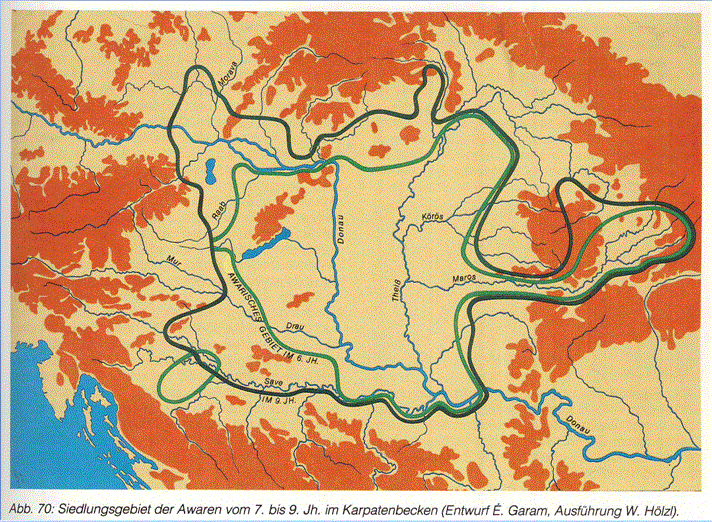 Morava
Raab
Donau
Körös
Theiß
Maros
Mur
AWARISCHES GEBIET IM 6. JH.
Drau
Save
IM 9. JH.
Donau
Abb. 70: Siedlungsgebiet der Awaren vom 7. bis 9. Jh. im Karpatenbecken (Entwurf É. Garam, Ausführung W. Hölzl).